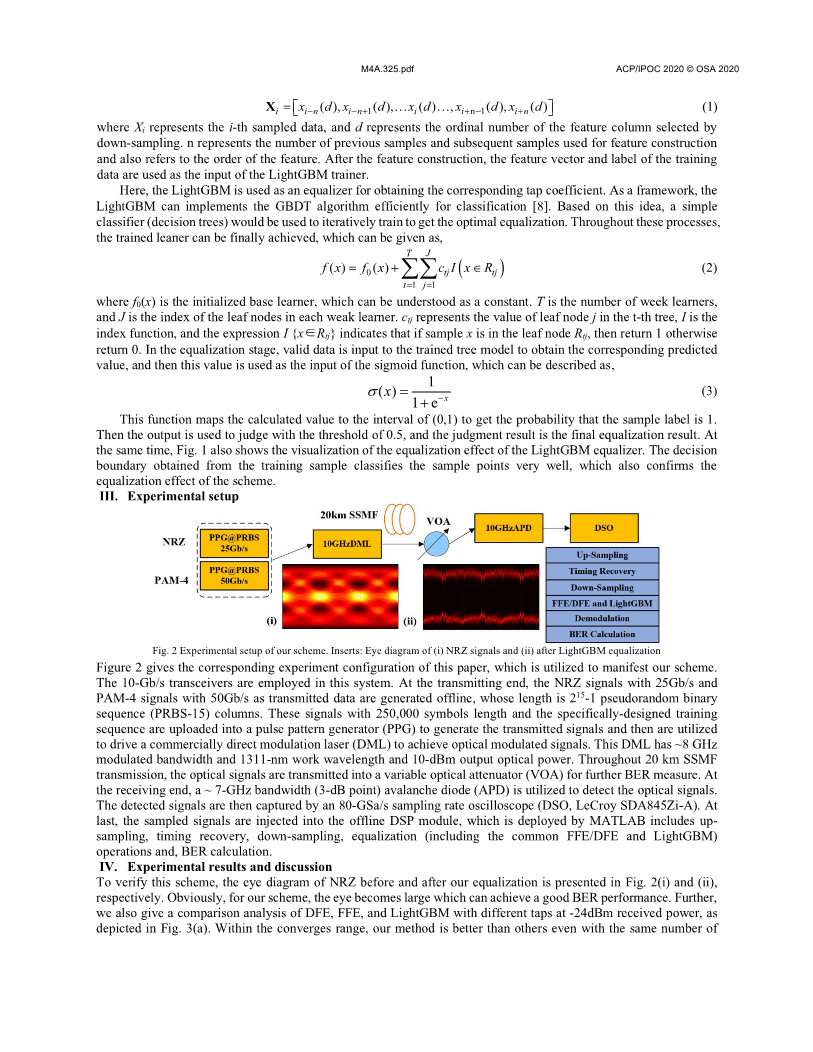 M4A.325.pdf ACP/IPOC 2020 © OSA 2020
X_i = [x_{i−n}(d), x_{i−n+1}(d),…x_i(d)…, x_{i+n−1}(d), x_{i+n}(d)] (1)
where X_i represents the i-th sampled data, and d represents the ordinal number of the feature column selected by
down-sampling. n represents the number of previous samples and subsequent samples used for feature construction
and also refers to the order of the feature. After the feature construction, the feature vector and label of the training
data are used as the input of the LightGBM trainer.
Here, the LightGBM is used as an equalizer for obtaining the corresponding tap coefficient. As a framework, the
LightGBM can implements the GBDT algorithm efficiently for classification [8]. Based on this idea, a simple
classifier (decision trees) would be used to iteratively train to get the optimal equalization. Throughout these processes,
the trained leaner can be finally achieved, which can be given as,
f(x) = f_0(x) + ∑_{t=1}^{T} ∑_{j=1}^{J} c_{tj} I(x ∈ R_{tj}) (2)
where f_0(x) is the initialized base learner, which can be understood as a constant. T is the number of week learners,
and J is the index of the leaf nodes in each weak learner. c_{tj} represents the value of leaf node j in the t-th tree, I is the
index function, and the expression I {x∈R_{tj}} indicates that if sample x is in the leaf node R_{tj}, then return 1 otherwise
return 0. In the equalization stage, valid data is input to the trained tree model to obtain the corresponding predicted
value, and then this value is used as the input of the sigmoid function, which can be described as,
σ(x) = 1 / (1 + e^{−x}) (3)
This function maps the calculated value to the interval of (0,1) to get the probability that the sample label is 1.
Then the output is used to judge with the threshold of 0.5, and the judgment result is the final equalization result. At
the same time, Fig. 1 also shows the visualization of the equalization effect of the LightGBM equalizer. The decision
boundary obtained from the training sample classifies the sample points very well, which also confirms the
equalization effect of the scheme.
III. Experimental setup
20km SSMF
VOA
NRZ
PPG@PRBS
25Gb/s
PAM-4
PPG@PRBS
50Gb/s
10GHzDML
10GHzAPD
DSO
Up-Sampling
Timing Recovery
Down-Sampling
FFE/DFE and LightGBM
Demodulation
BER Calculation
(i)
(ii)
Fig. 2 Experimental setup of our scheme. Inserts: Eye diagram of (i) NRZ signals and (ii) after LightGBM equalization
Figure 2 gives the corresponding experiment configuration of this paper, which is utilized to manifest our scheme.
The 10-Gb/s transceivers are employed in this system. At the transmitting end, the NRZ signals with 25Gb/s and
PAM-4 signals with 50Gb/s as transmitted data are generated offline, whose length is 2^{15}-1 pseudorandom binary
sequence (PRBS-15) columns. These signals with 250,000 symbols length and the specifically-designed training
sequence are uploaded into a pulse pattern generator (PPG) to generate the transmitted signals and then are utilized
to drive a commercially direct modulation laser (DML) to achieve optical modulated signals. This DML has ~8 GHz
modulated bandwidth and 1311-nm work wavelength and 10-dBm output optical power. Throughout 20 km SSMF
transmission, the optical signals are transmitted into a variable optical attenuator (VOA) for further BER measure. At
the receiving end, a ~ 7-GHz bandwidth (3-dB point) avalanche diode (APD) is utilized to detect the optical signals.
The detected signals are then captured by an 80-GSa/s sampling rate oscilloscope (DSO, LeCroy SDA845Zi-A). At
last, the sampled signals are injected into the offline DSP module, which is deployed by MATLAB includes up-
sampling, timing recovery, down-sampling, equalization (including the common FFE/DFE and LightGBM)
operations and, BER calculation.
IV. Experimental results and discussion
To verify this scheme, the eye diagram of NRZ before and after our equalization is presented in Fig. 2(i) and (ii),
respectively. Obviously, for our scheme, the eye becomes large which can achieve a good BER performance. Further,
we also give a comparison analysis of DFE, FFE, and LightGBM with different taps at -24dBm received power, as
depicted in Fig. 3(a). Within the converges range, our method is better than others even with the same number of